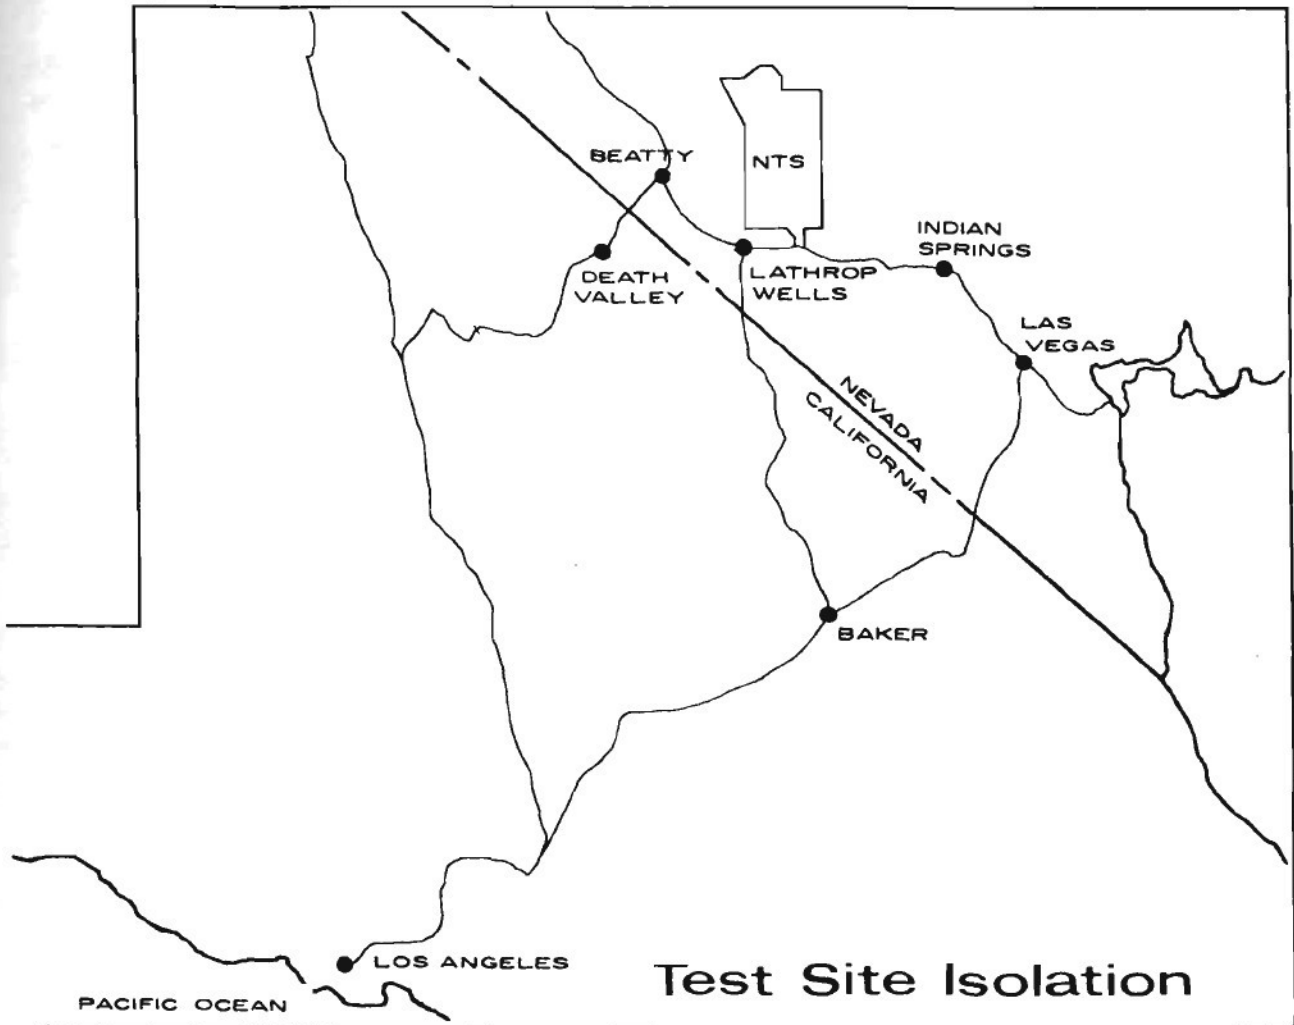 BEATTY
NTS
INDIAN
SPRINGS
DEATH
VALLEY
LATHROP
WELLS
LAS
VEGAS
NEVADA
CALIFORNIA
BAKER
LOS ANGELES
Test Site Isolation
PACIFIC OCEAN